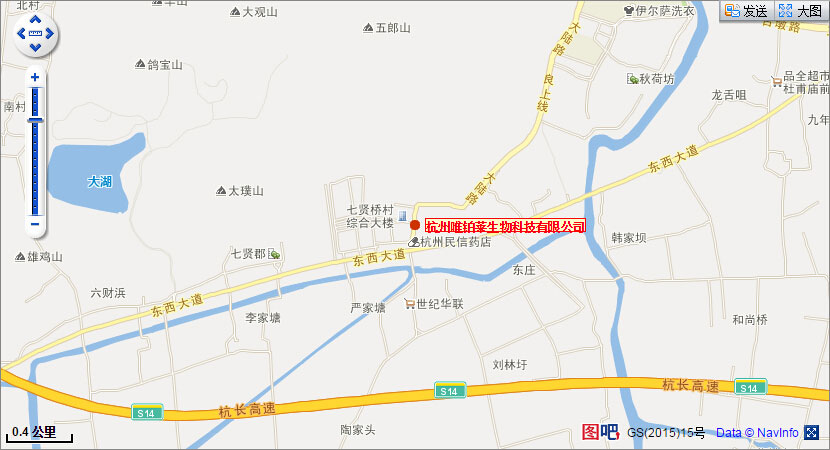 北村
大观山
五郎山
大陆路
良上线
伊尔萨洗衣
发送
大图
鸽宝山
秋荷坊
品全超市
杜甫庙前
龙舌咀
南村
九年
大湖
太璞山
大陆路
东西大道
七贤桥村
综合大楼
杭州唯铂莱生物科技有限公司
杭州民信药店
韩家坝
七贤郡
东西大道
雄鸡山
东庄
六财浜
东西大道
李家塘
严家塘
世纪华联
和尚桥
刘林圩
S14
杭长高速
S14
杭长高速
S14
陶家头
0.4 公里
图吧
GS(2015)15号
Data © NavInfo